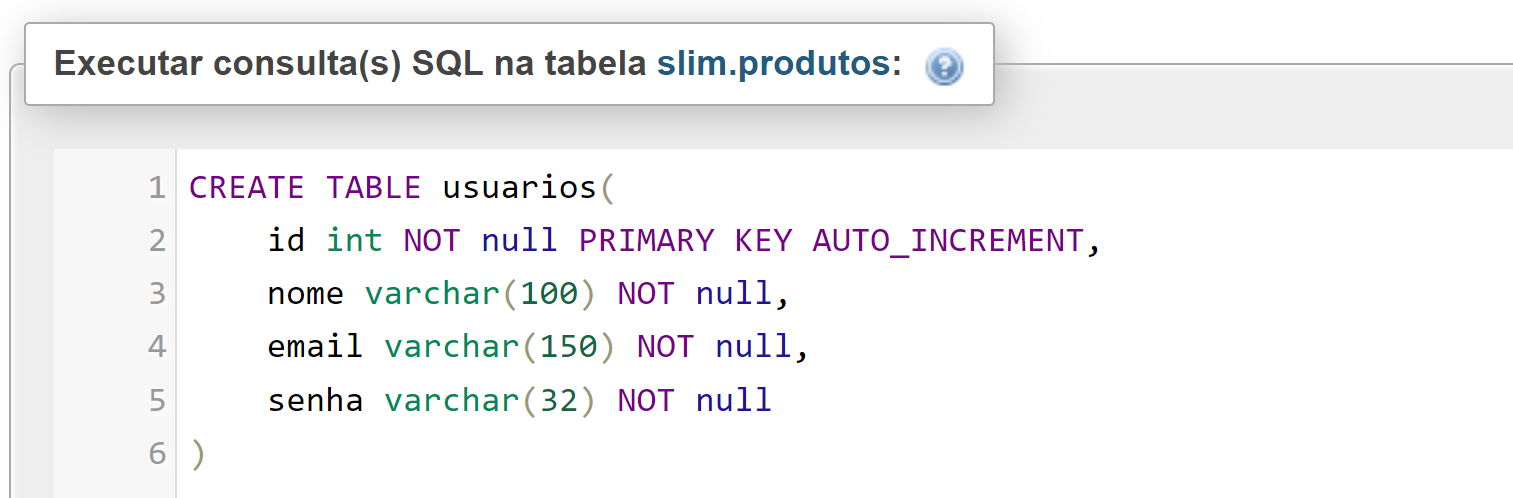 Executar consulta(s) SQL na tabela slim.produtos: ?
1 CREATE TABLE usuarios(
2     id int NOT null PRIMARY KEY AUTO_INCREMENT,
3     nome varchar(100) NOT null,
4     email varchar(150) NOT null,
5     senha varchar(32) NOT null
6 )